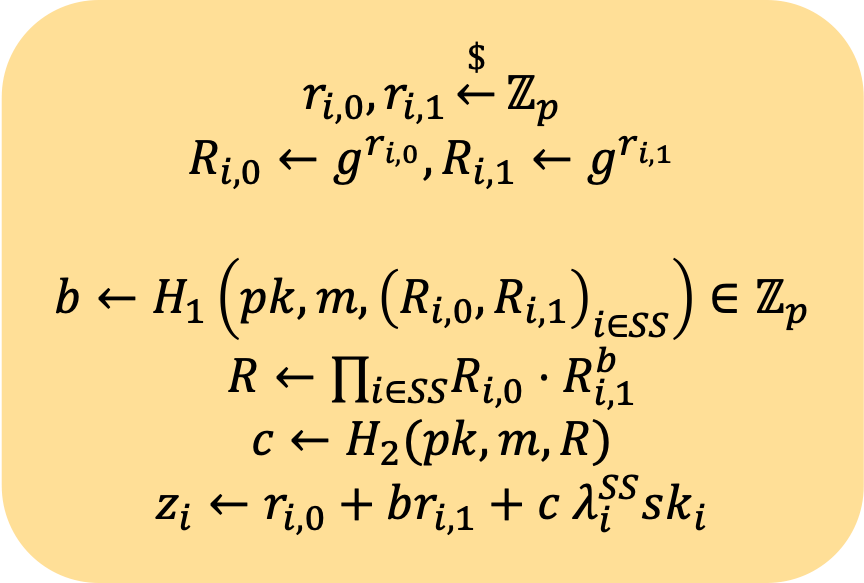 $
r_{i,0}, r_{i,1} ← ℤ_p
R_{i,0} ← g^{r_{i,0}}, R_{i,1} ← g^{r_{i,1}}
b ← H_1 (pk, m, (R_{i,0}, R_{i,1})_{i∈SS}) ∈ ℤ_p
R ← ∏_{i∈SS} R_{i,0} · R_{i,1}^b
c ← H_2(pk, m, R)
z_i ← r_{i,0} + br_{i,1} + c λ_i^{SS} sk_i